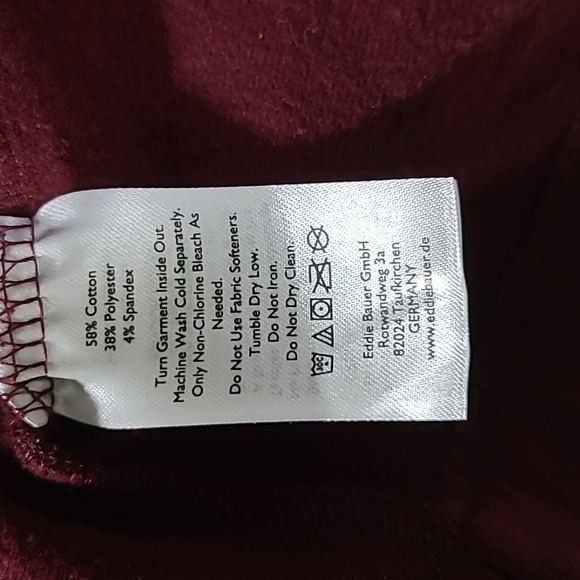 58% Cotton
38% Polyester
4% Spandex
Turn Garment Inside Out.
Machine Wash Cold Separately.
Only Non-Chlorine Bleach As
Needed.
Do Not Use Fabric Softeners.
Tumble Dry Low.
Do Not Iron.
Do Not Dry Clean.
Eddie Bauer GmbH
Rotwandweg 3a
82024 Taufkirchen
GERMANY
www.eddiebauer.de